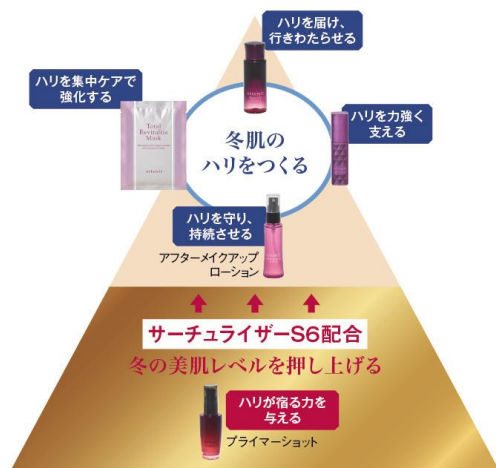 ハリを届け、
行きわたらせる
ハリを集中ケアで
強化する
Total
Revitalize
Mask
ハリを力強く
支える
冬肌の
ハリをつくる
ハリを守り、
持続させる
アフターメイクアップ
ローション
サーチュライザーS6配合
冬の美肌レベルを押し上げる
ハリが宿る力を
与える
プライマーショット